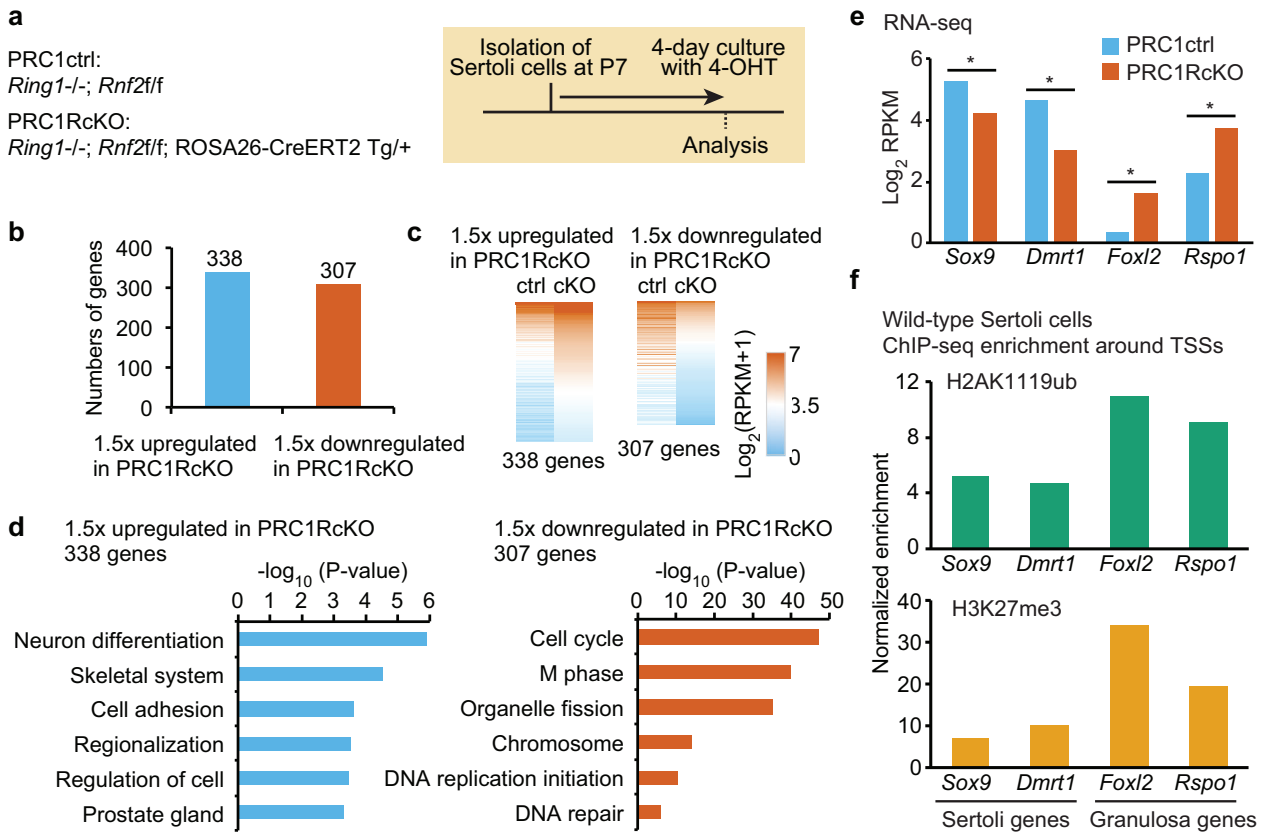 a
PRC1ctrl:
Ring1-/-; Rnf2f/f
PRC1RcKO:
Ring1-/-; Rnf2f/f; ROSA26-CreERT2 Tg/+
Isolation of
Sertoli cells at P7
4-day culture
with 4-OHT
Analysis
b
Numbers of genes
400
300
200
100
0
338
307
1.5x upregulated
in PRC1RcKO
1.5x downregulated
in PRC1RcKO
c
1.5x upregulated
in PRC1RcKO
ctrl cKO
338 genes
1.5x downregulated
in PRC1RcKO
ctrl cKO
307 genes
Log2(RPKM+1)
7
3.5
0
d
1.5x upregulated in PRC1RcKO
338 genes
-log10 (P-value)
0 1 2 3 4 5 6
Neuron differentiation
Skeletal system
Cell adhesion
Regionalization
Regulation of cell
Prostate gland
1.5x downregulated in PRC1RcKO
307 genes
-log10 (P-value)
0 10 20 30 40 50
Cell cycle
M phase
Organelle fission
Chromosome
DNA replication initiation
DNA repair
e
RNA-seq
PRC1ctrl
PRC1RcKO
Log2 RPKM
6
4
2
0
* * * *
Sox9 Dmrt1 Foxl2 Rspo1
f
Wild-type Sertoli cells
ChIP-seq enrichment around TSSs
Normalized enrichment
H2AK1119ub
12
8
4
0
Sox9 Dmrt1 Foxl2 Rspo1
H3K27me3
40
30
20
10
0
Sox9 Dmrt1 Foxl2 Rspo1
Sertoli genes Granulosa genes